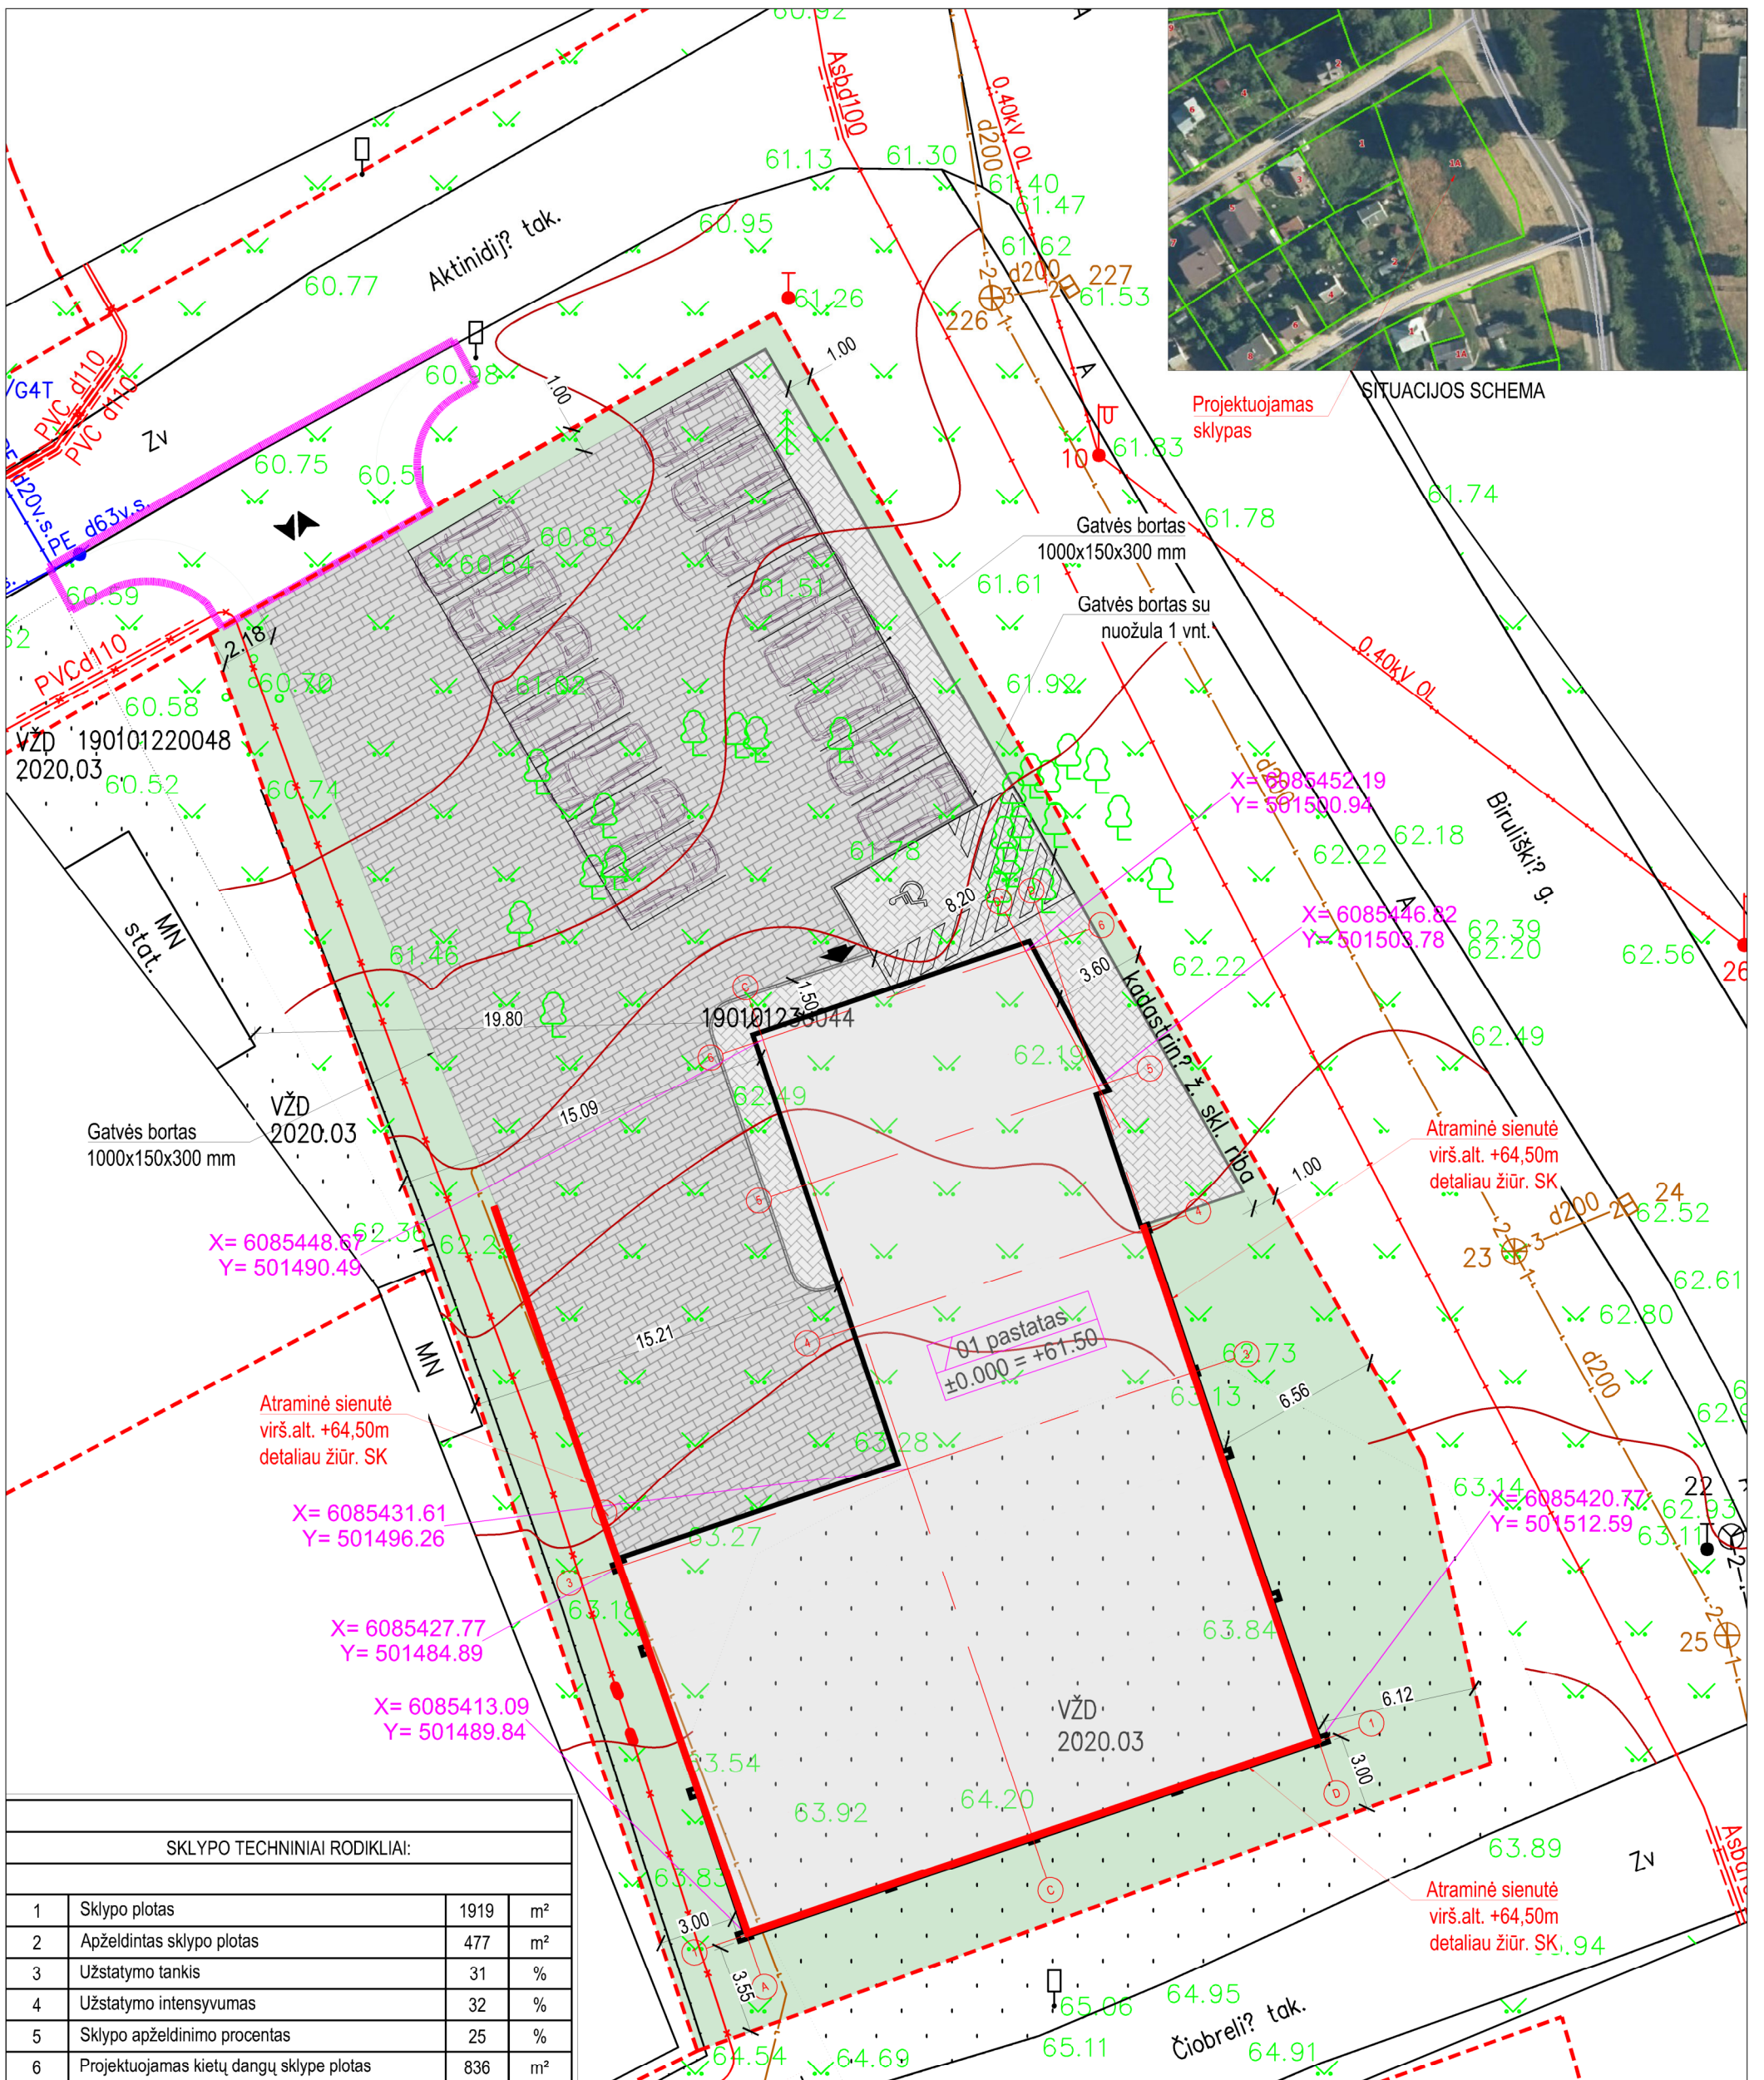 60.92
Asbd100
0.40kV OL
d200
61.13
61.30
61.40
61.47
60.95
61.62
Aktinidij? tak.
60.77
d200
227
61.53
61.26
226
1.00
60.98
1.00
/G4T
PVC d110
PVC d110
Zv
60.75
60.51
d20v.s.
PE d63v.s.
Projektuojamas
sklypas
SITUACIJOS SCHEMA
10
61.83
61.74
Gatvės bortas
1000x150x300 mm
61.78
60.83
60.64
61.51
61.61
60.59
Gatvės bortas su
nuožula 1 vnt.
2.18
PVCd110
60.70
60.58
61.92
0.40kV OL
VŽD 190101220048
2020,03
60.52
60.74
X= 6085452.19
Y= 501500.94
d200
Biruliški? g.
62.18
62.22
61.78
8.20
X= 6085446.82
Y= 501503.78
62.39
62.20
62.56
26
MN
stat.
61.46
3.60
62.22
1.50
19.80
190101230044
kadastrin? ž. skl. riba
62.19
62.49
62.49
15.09
VŽD
2020.03
Gatvės bortas
1000x150x300 mm
Atraminė sienutė
virš.alt. +64,50m
detaliau žiūr. SK
1.00
24
d200
62.52
23
X= 6085448.67
Y= 501490.49
62.36
62.61
62.80
15.21
01 pastatas
±0.000 = +61.50
62.73
63.13
MN
6.56
d200
Atraminė sienutė
virš.alt. +64,50m
detaliau žiūr. SK
63.28
63.14
22
X= 6085420.77
Y= 501512.59
62.93
63.11
X= 6085431.61
Y= 501496.26
63.27
63.18
X= 6085427.77
Y= 501484.89
63.84
25
X= 6085413.09
Y= 501489.84
6.12
VŽD
2020.03
63.54
3.00
63.92
64.20
63.89
Zv
63.83
3.00
3.55
Atraminė sienutė
virš.alt. +64,50m
detaliau žiūr. SK
65.06
64.95
65.11
Čiobreli? tak.
64.91
64.54
64.69
SKLYPO TECHNINIAI RODIKLIAI:
1 Sklypo plotas 1919 m²
2 Apželdintas sklypo plotas 477 m²
3 Užstatymo tankis 31 %
4 Užstatymo intensyvumas 32 %
5 Sklypo apželdinimo procentas 25 %
6 Projektuojamas kietų dangų sklype plotas 836 m²